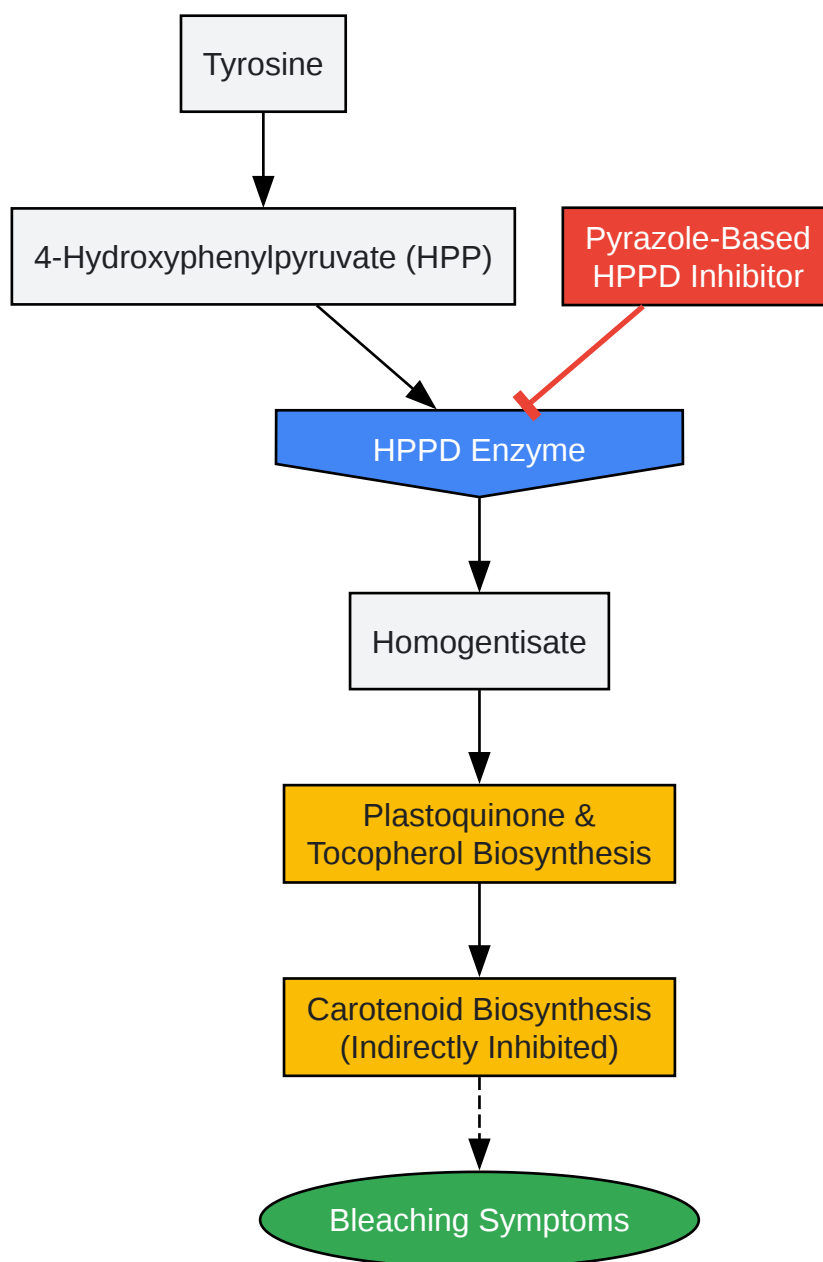 Tyrosine
4-Hydroxyphenylpyruvate (HPP)
Pyrazole-Based
HPPD Inhibitor
HPPD Enzyme
Homogentisate
Plastoquinone &
Tocopherol Biosynthesis
Carotenoid Biosynthesis
(Indirectly Inhibited)
Bleaching Symptoms